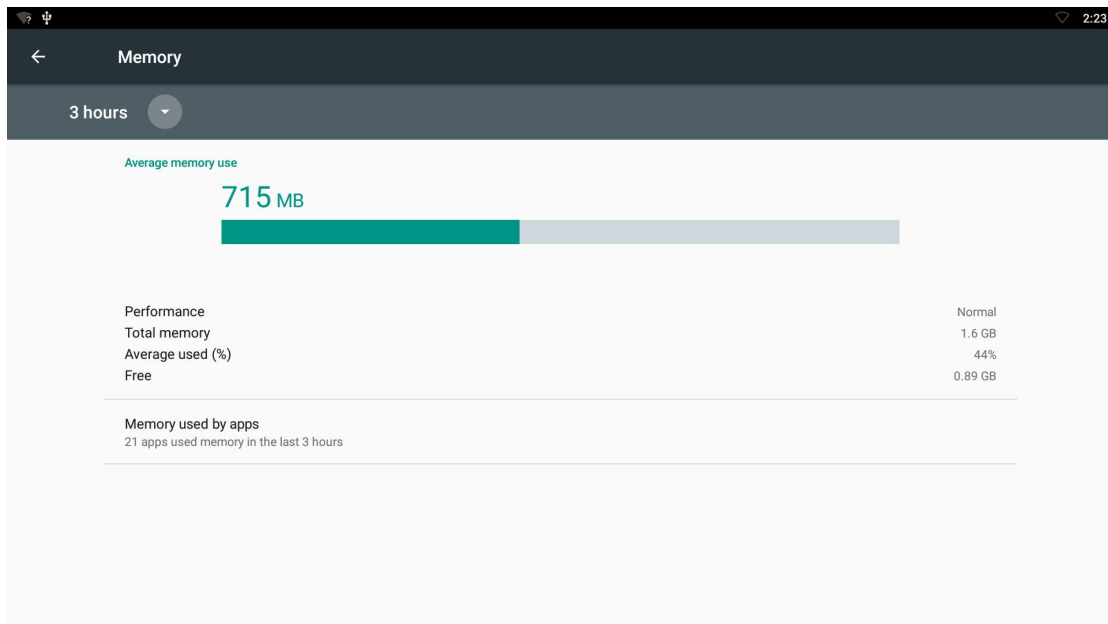 2:23
Memory
3 hours
Average memory use
715 MB
Performance Normal
Total memory 1.6 GB
Average used (%) 44%
Free 0.89 GB
Memory used by apps
21 apps used memory in the last 3 hours